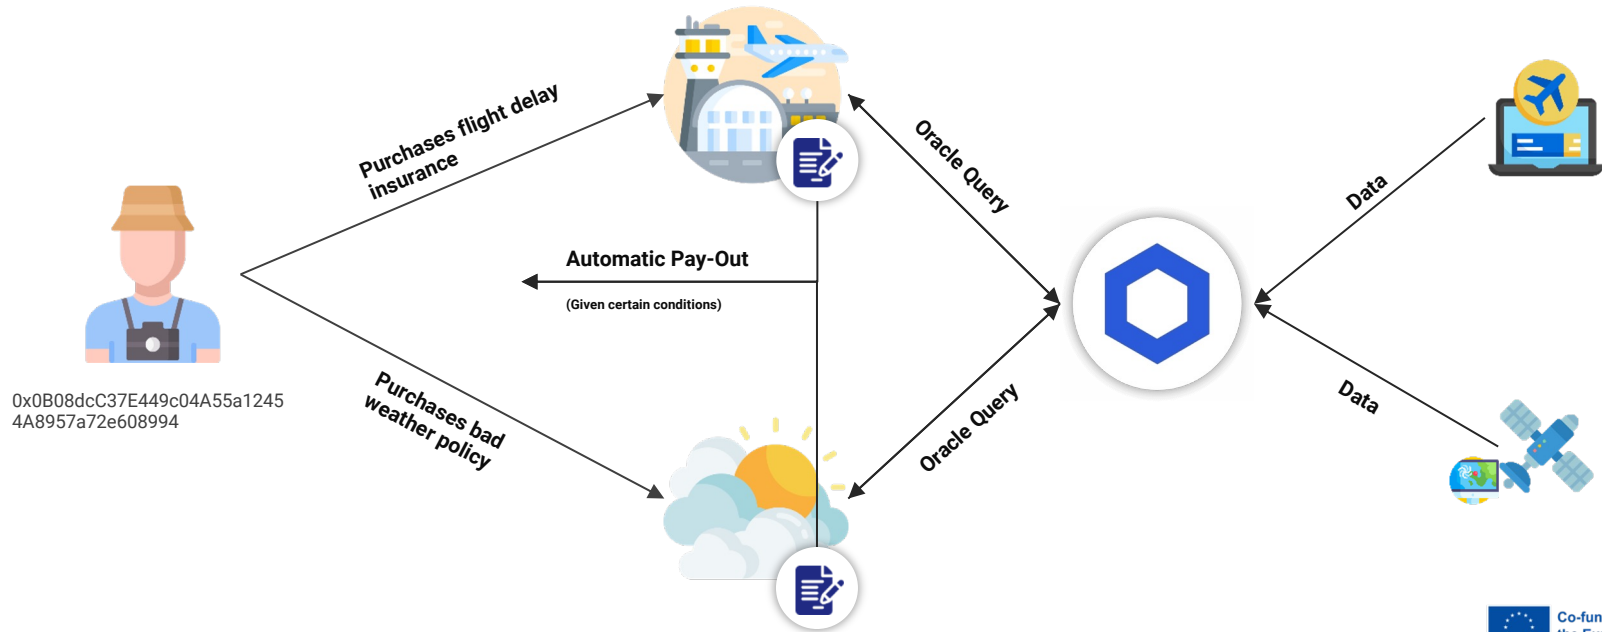 Purchases flight delay
insurance
Oracle Query
Data
Automatic Pay-Out
(Given certain conditions)
0x0B08dcC37E449c04A55a1245
4A8957a72e608994
Purchases bad
weather policy
Oracle Query
Data
Co-fun